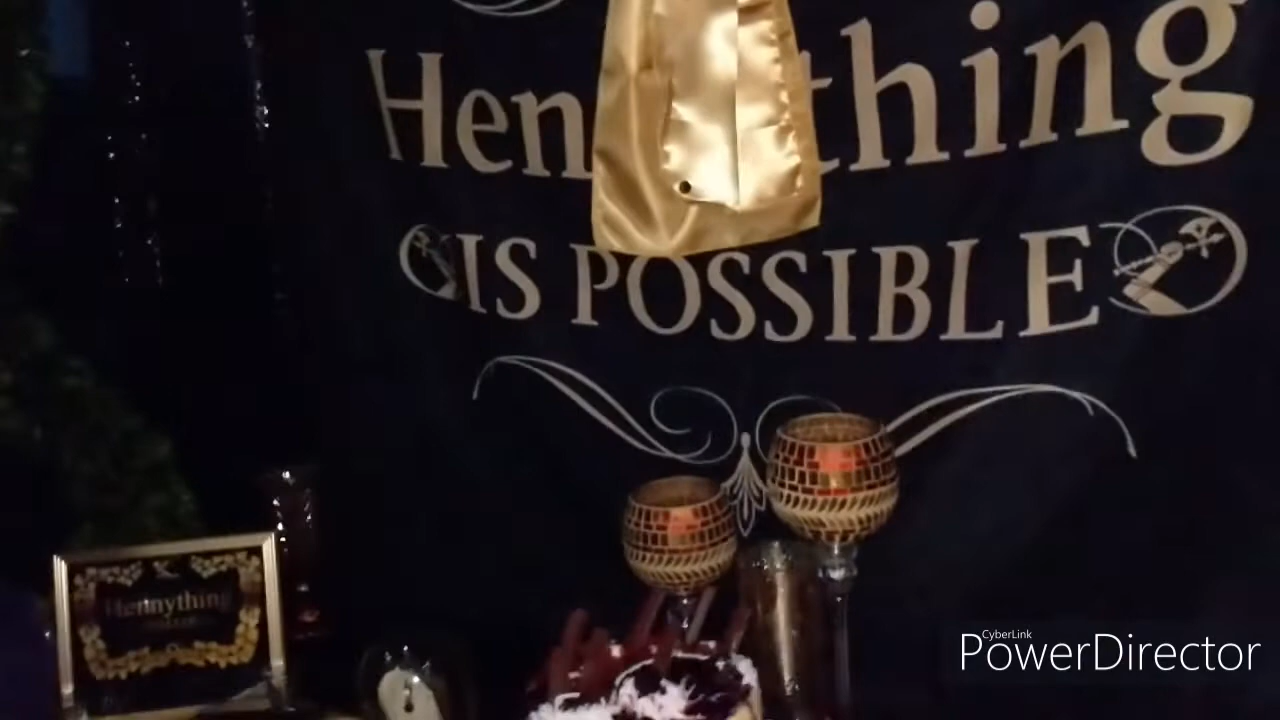 Hen thing
IS POSSIBLE
Hennything
CyberLink
PowerDirector